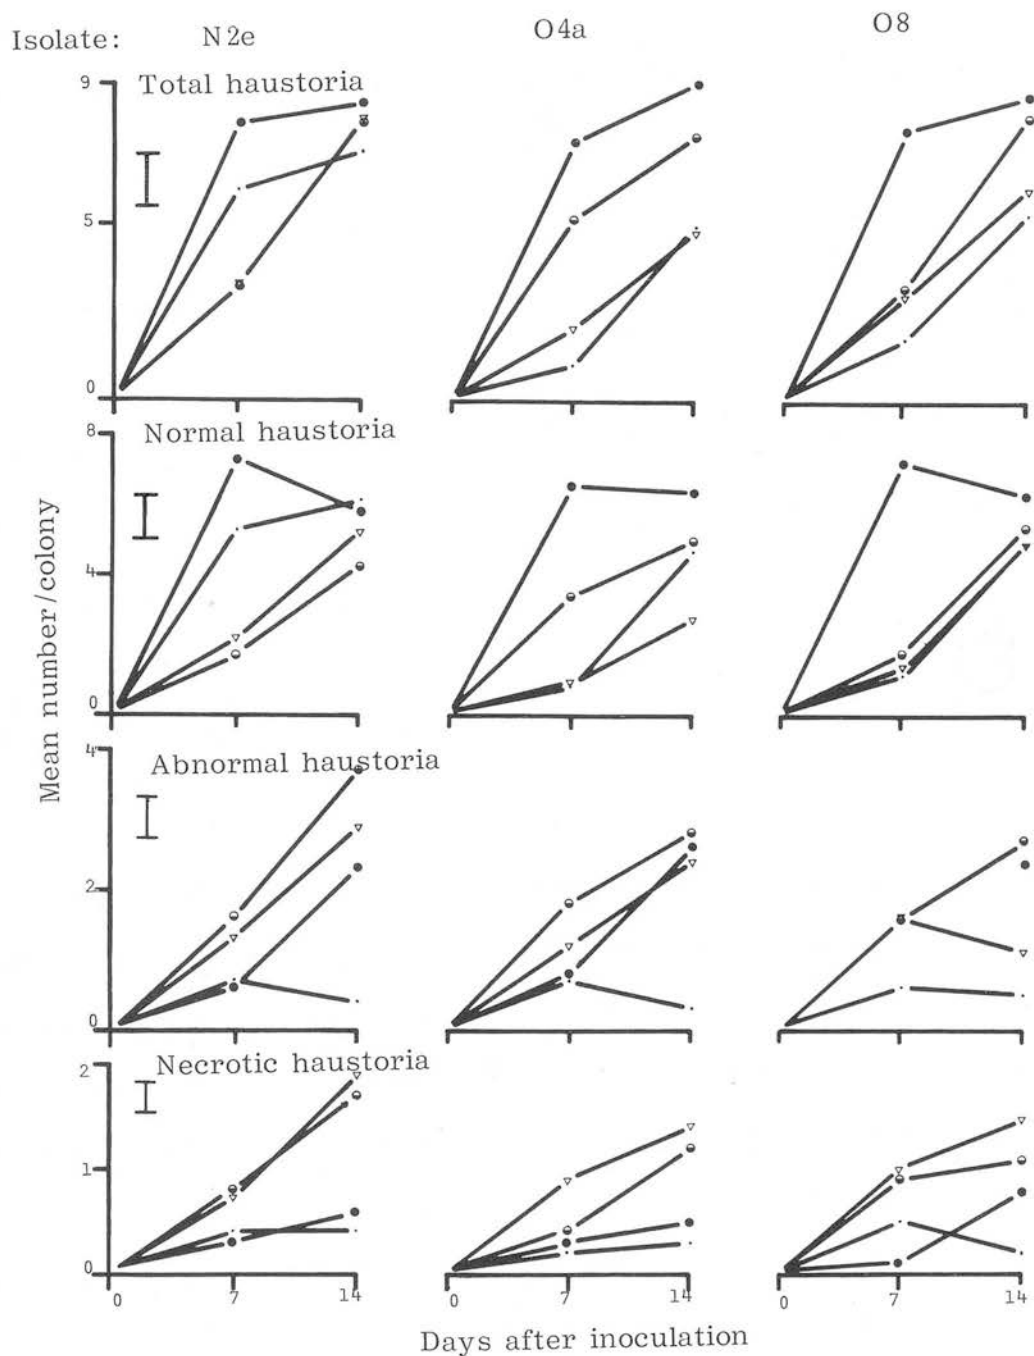 Isolate: N2e O4a O8
Total haustoria
9
5
0
Normal haustoria
8
4
0
Mean number/colony
Abnormal haustoria
4
2
0
Necrotic haustoria
2
1
0
0 7 14 0 7 14 0 7 14
Days after inoculation